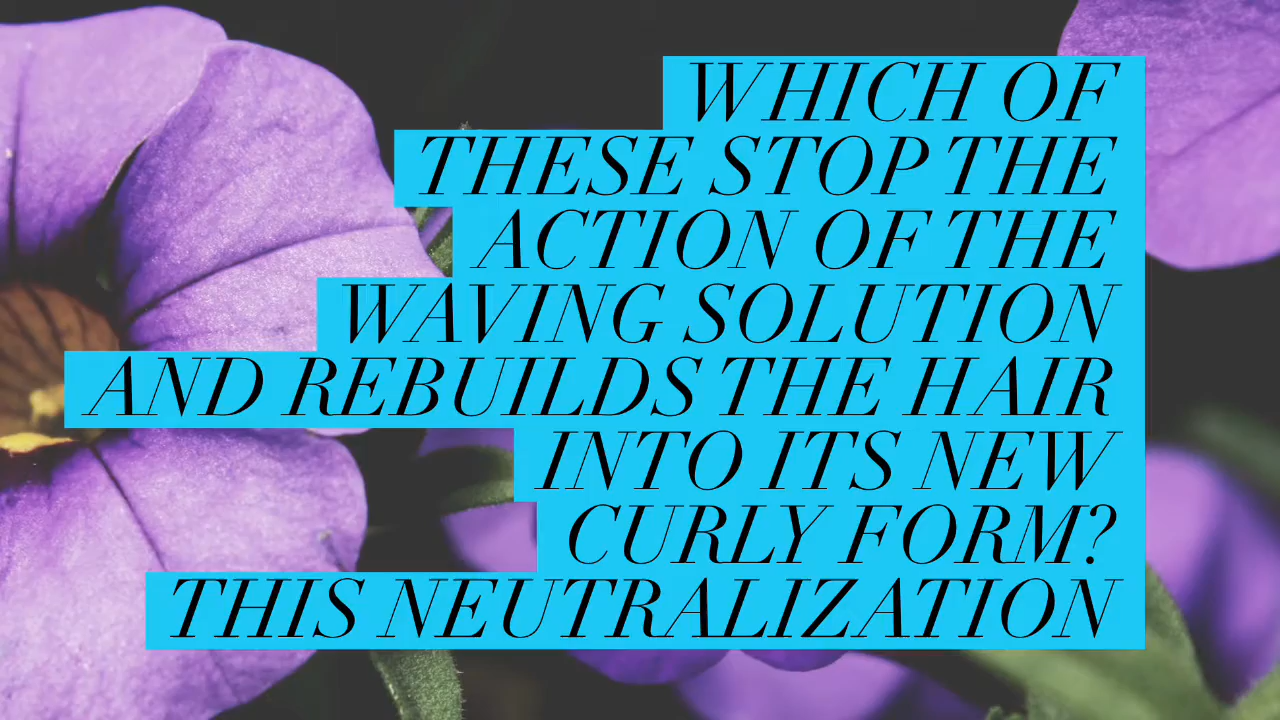 WHICH OF
THESE STOP THE
ACTION OF THE
WAVING SOLUTION
AND REBUILDS THE HAIR
INTO ITS NEW
CURLY FORM?
THIS NEUTRALIZATION